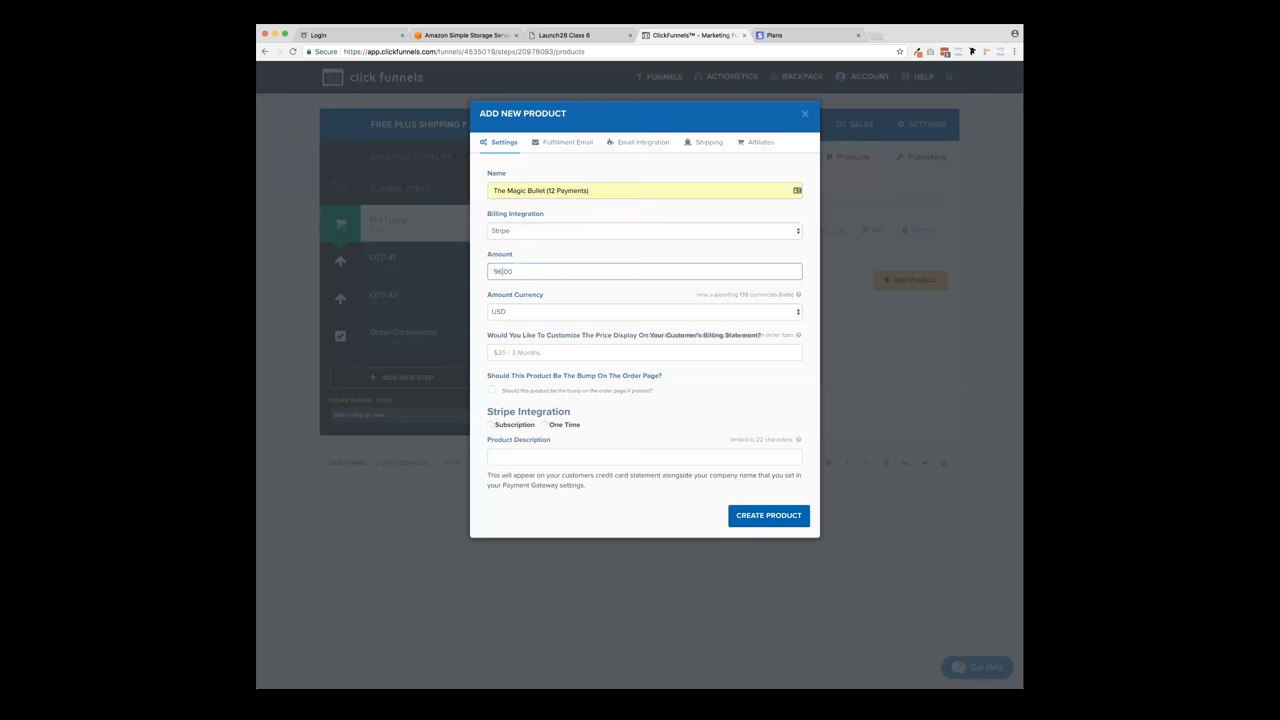 Login
Amazon Simple Storage Serv
Launch28 Class 6
ClickFunnels™ - Marketing F
Plans
Secure
https://app.clickfunnels.com/funnels/4535019/steps/20978093/products
click funnels
FUNNELS
ACTIONETICS
BACKPACK
ACCOUNT
HELP
FREE PLUS SHIPPING F
SALES
SETTINGS
Products
Publishing
FUNNEL STEPS
OTO #1
Add Product
OTO #2
Order Confirmation
ADD NEW STEP
ADD NEW PRODUCT
Settings
Fulfillment Email
Email Integration
Shipping
Affiliates
Name
The Magic Bullet (12 Payments)
Billing Integration
Stripe
Amount
9600
Amount Currency
now supporting 138 currencies (beta)
USD
Would You Like To Customize The Price Display On Your Customer's Billing Statement?
$25 / 3 Months
Should This Product Be The Bump On The Order Page?
Should this product be the bump on the order page if present?
Stripe Integration
Subscription
One Time
Product Description
limited to 22 characters
This will appear on your customers credit card statement alongside your company name that you set in
your Payment Gateway settings.
CREATE PRODUCT
Get Help